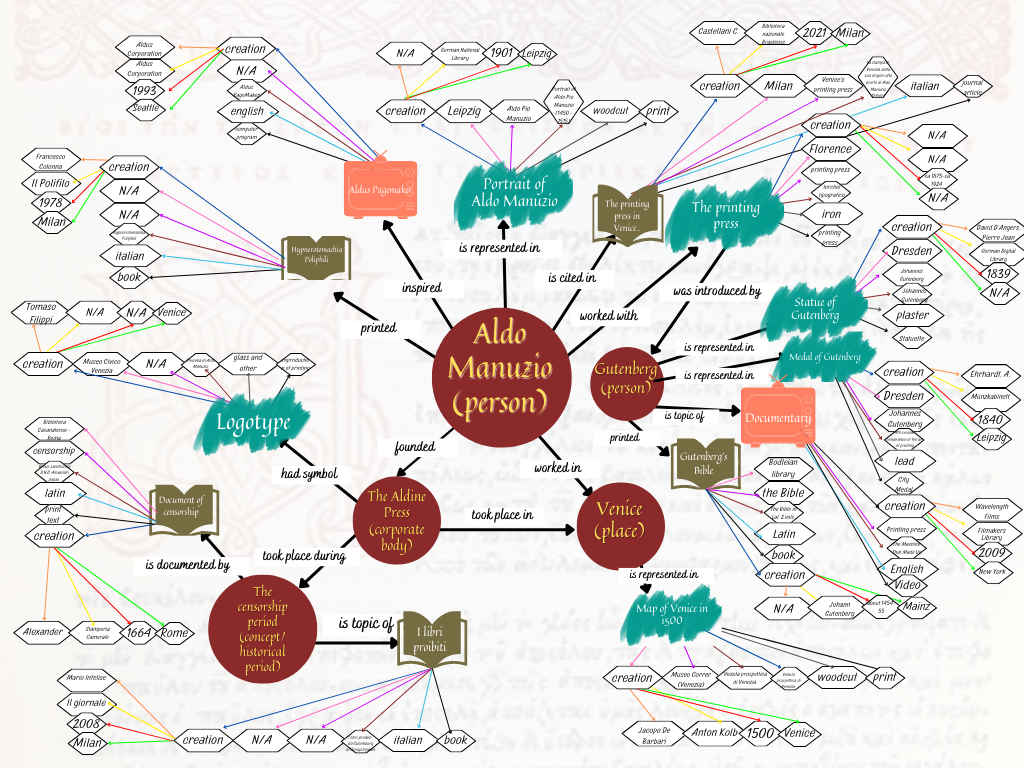 Aldo
Manuzio
(person)
inspired
is represented in
is cited in
worked with
was introduced by
printed
founded
worked in
had symbol
took place in
took place during
is documented by
is topic of
is represented in
is represented in
is topic of
printed
is represented in
Gutenberg
(person)
Venice
(place)
The Aldine
Press
(corporate
body)
The
censorship
period
(concept/
historical
period)
Aldus Pagemaker
creation
N/A
Aldus
PageMaker
english
computer
program
Aldus
Corporation
Aldus
Corporation
1993
Seattle
Portrait of
Aldo Manuzio
creation
Leipzig
Aldo Pio
Manuzio
woodcut
print
N/A
German National
Library
1901
Leipzig
The printing
press in
Venice..
creation
Milan
Venice's
printing press
italian
journal
article
Castellani C.
Biblioteca
nazionale
Braidense
2021
Milan
The printing
press
creation
Florence
printing press
iron
printing
press
N/A
N/A
N/A
Statue of
Gutenberg
creation
Dresden
Johannes
Gutenberg
Johannes
Gutenberg
plaster
Statuette
David D'Angers,
Pierre Jean
German Digital
Library
1839
N/A
Medal of Gutenberg
creation
Dresden
Johannes
Gutenberg
lead
City
Medal
Ehrhardt. A.
Münzkabinett
1840
Leipzig
Documentary
creation
Printing press
English
Video
Wavelength
Films
Filmakers
Library
2009
New York
Gutenberg's
Bible
Bodleian
library
the Bible
Latin
book
creation
N/A
Johann
Gutenberg
Mainz
Map of Venice in
1500
creation
Museo Correr
(Venezia)
Veduta prospettica
di Venezia
woodcut
print
Jacopo De
Barbari
Anton Kolb
1500
Venice
Hypnerotomachia
Poliphili
creation
N/A
N/A
italian
book
Francesco
Colonna
Il Polifilo
1978
Milan
Logotype
creation
Museo Civico
Venezia
N/A
glass and
other
Tomaso
Filippi
N/A
N/A
Venice
Document of
censorship
Biblioteca
Casanatense -
Roma
censorship
latin
print
text
creation
Alexander
Stamperia
Camerale
1664
Rome
I libri
proibiti
creation
N/A
N/A
italian
book
Mario Infelise
Il giornale
2008
Milan